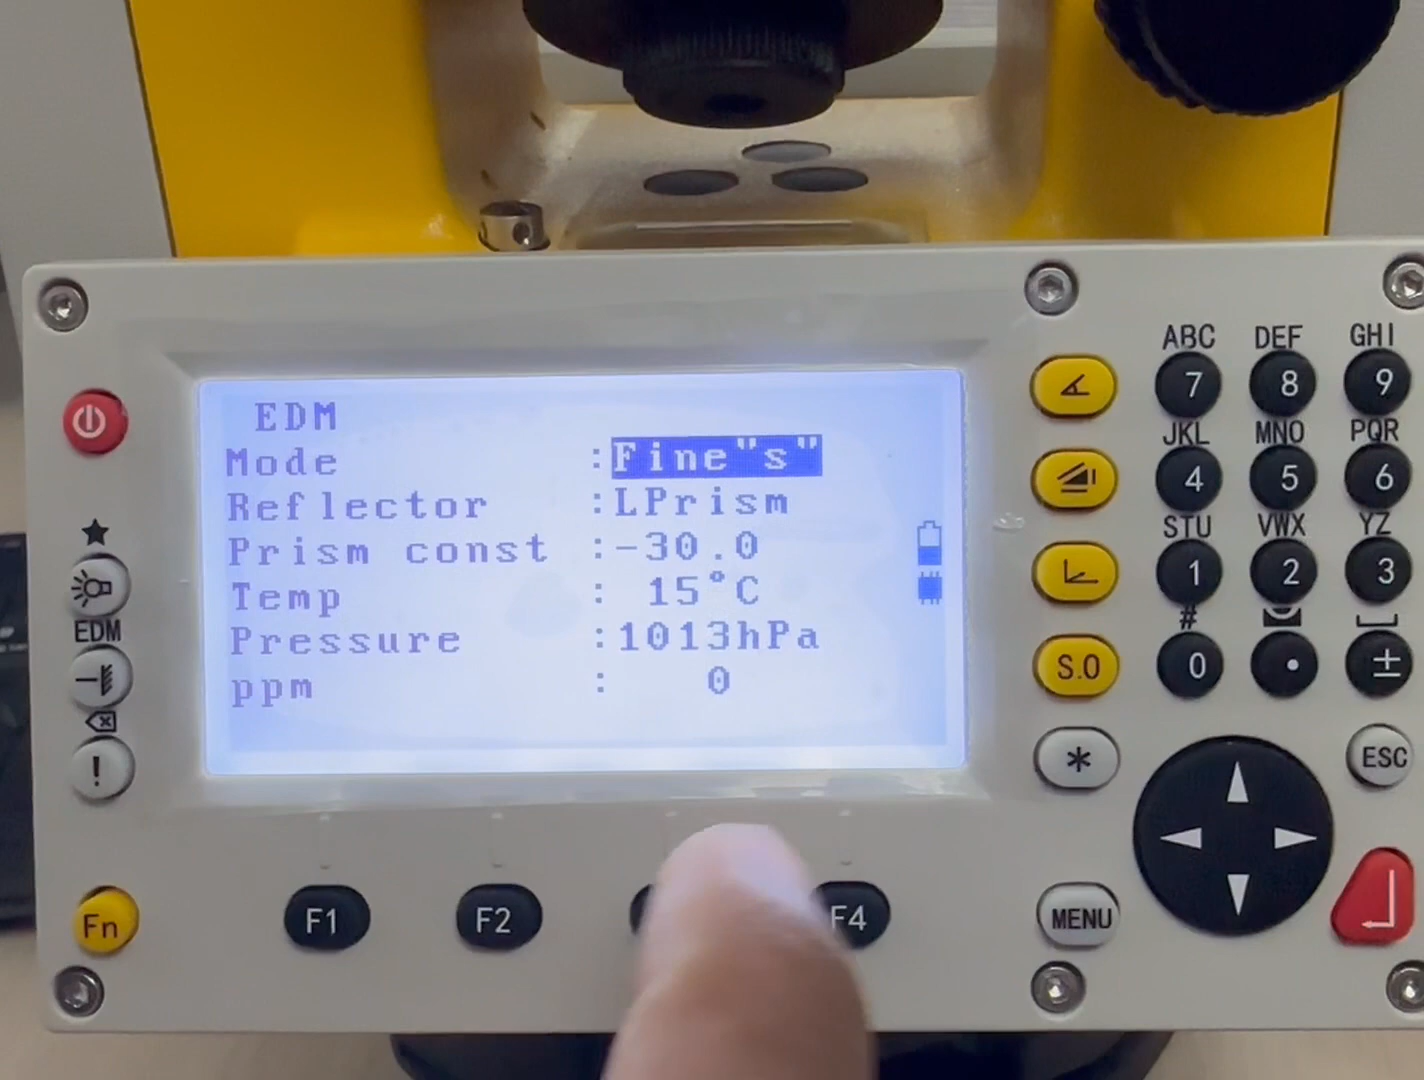 EDM
Mode :Fine"s"
Reflector :LPrism
Prism const :-30.0
Temp : 15°C
Pressure :1013hPa
ppm : 0
EDM
!
Fn
F1
F2
F4
ABC DEF GHI
7 8 9
JKL MNO PQR
4 5 6
STU VWX YZ
1 2 3
#
S.O 0 • ±
* ESC
MENU